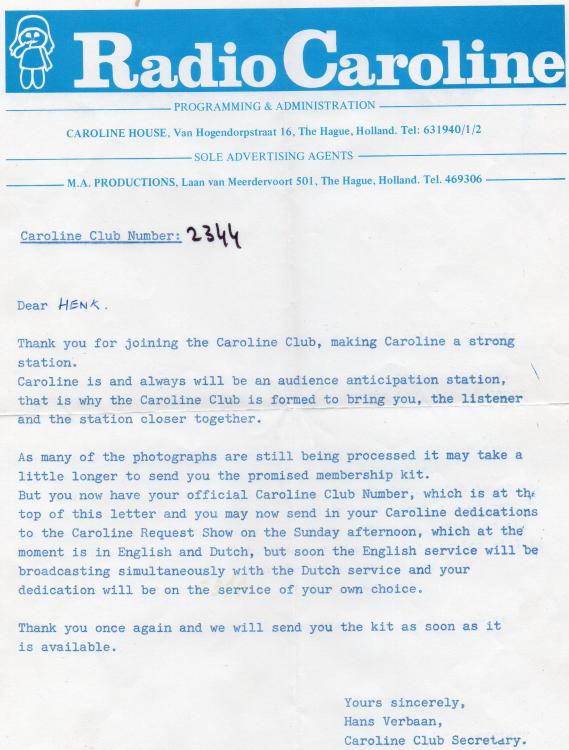 Radio Caroline
PROGRAMMING & ADMINISTRATION
CAROLINE HOUSE, Van Hogendorpstraat 16, The Hague, Holland. Tel: 631940/1/2
SOLE ADVERTISING AGENTS
M.A. PRODUCTIONS, Laan van Meerdervoort 501, The Hague, Holland. Tel. 469306
Caroline Club Number: 2344
Dear HENK.
Thank you for joining the Caroline Club, making Caroline a strong
station.
Caroline is and always will be an audience anticipation station,
that is why the Caroline Club is formed to bring you, the listener
and the station closer together.
As many of the photographs are still being processed it may take a
little longer to send you the promised membership kit.
But you now have your official Caroline Club Number, which is at the
top of this letter and you may now send in your Caroline dedications
to the Caroline Request Show on the Sunday afternoon, which at the
moment is in English and Dutch, but soon the English service will be
broadcasting simultaneously with the Dutch service and your
dedication will be on the service of your own choice.
Thank you once again and we will send you the kit as soon as it
is available.
Yours sincerely,
Hans Verbaan,
Caroline Club Secretary.